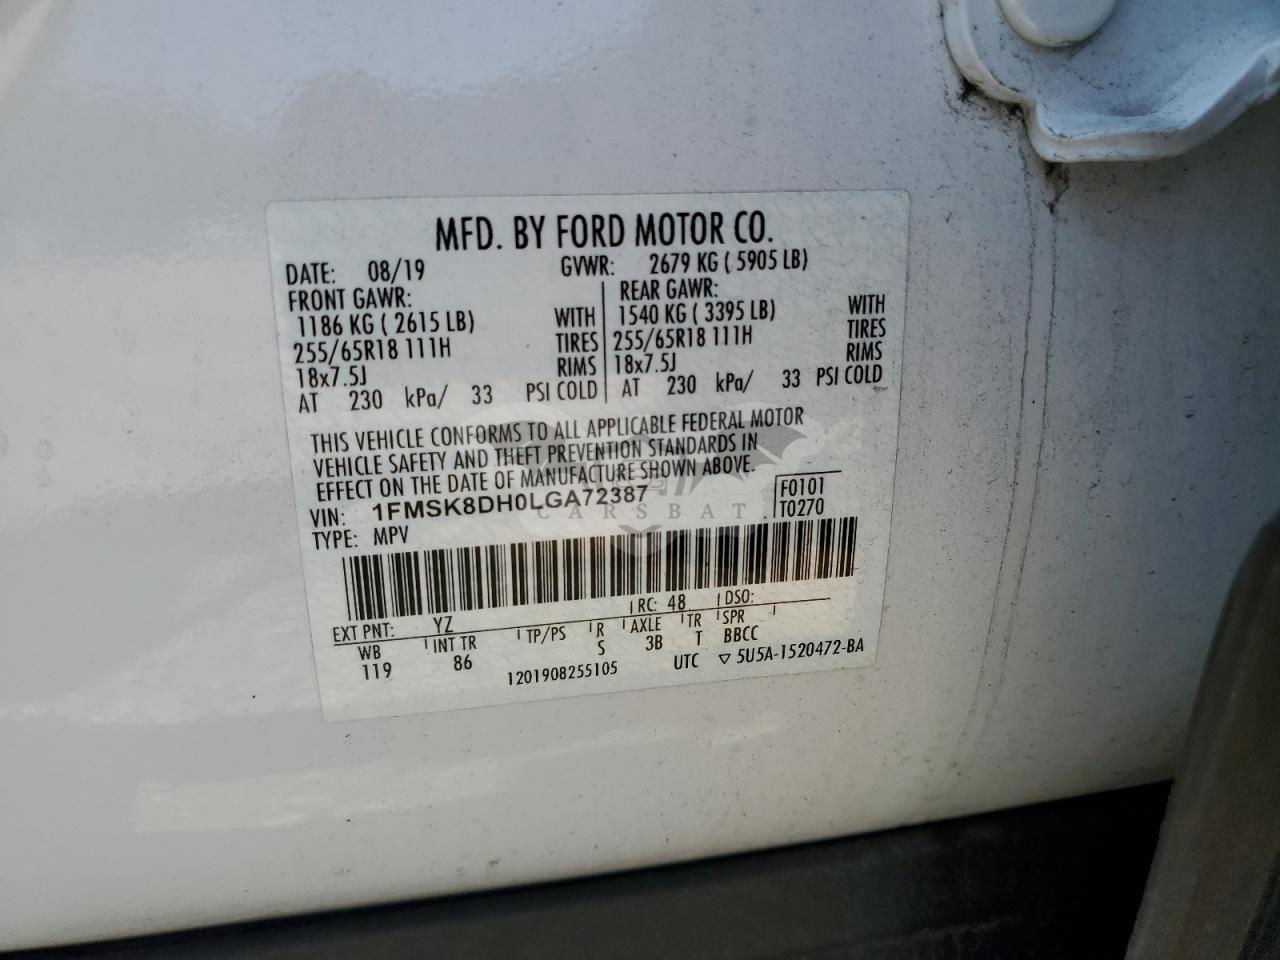 MFD. BY FORD MOTOR CO.
DATE: 08/19 GVWR: 2679 KG ( 5905 LB)
FRONT GAWR: REAR GAWR:
1186 KG ( 2615 LB) WITH 1540 KG ( 3395 LB) WITH
255/65R18 111H TIRES 255/65R18 111H TIRES
18x7.5J RIMS 18x7.5J RIMS
AT 230 kPa/ 33 PSI COLD AT 230 kPa/ 33 PSI COLD
THIS VEHICLE CONFORMS TO ALL APPLICABLE FEDERAL MOTOR
VEHICLE SAFETY AND THEFT PREVENTION STANDARDS IN
EFFECT ON THE DATE OF MANUFACTURE SHOWN ABOVE.
VIN: 1FMSK8DH0LGA72387 F0101
TYPE: MPV T0270
CARSBAT
EXT PNT: YZ RC: 48 DSO:
WB INT TR TP/PS R AXLE TR SPR
119 86 S 3B T BBCC
1201908255105 UTC ▽ 5U5A-1520472-BA